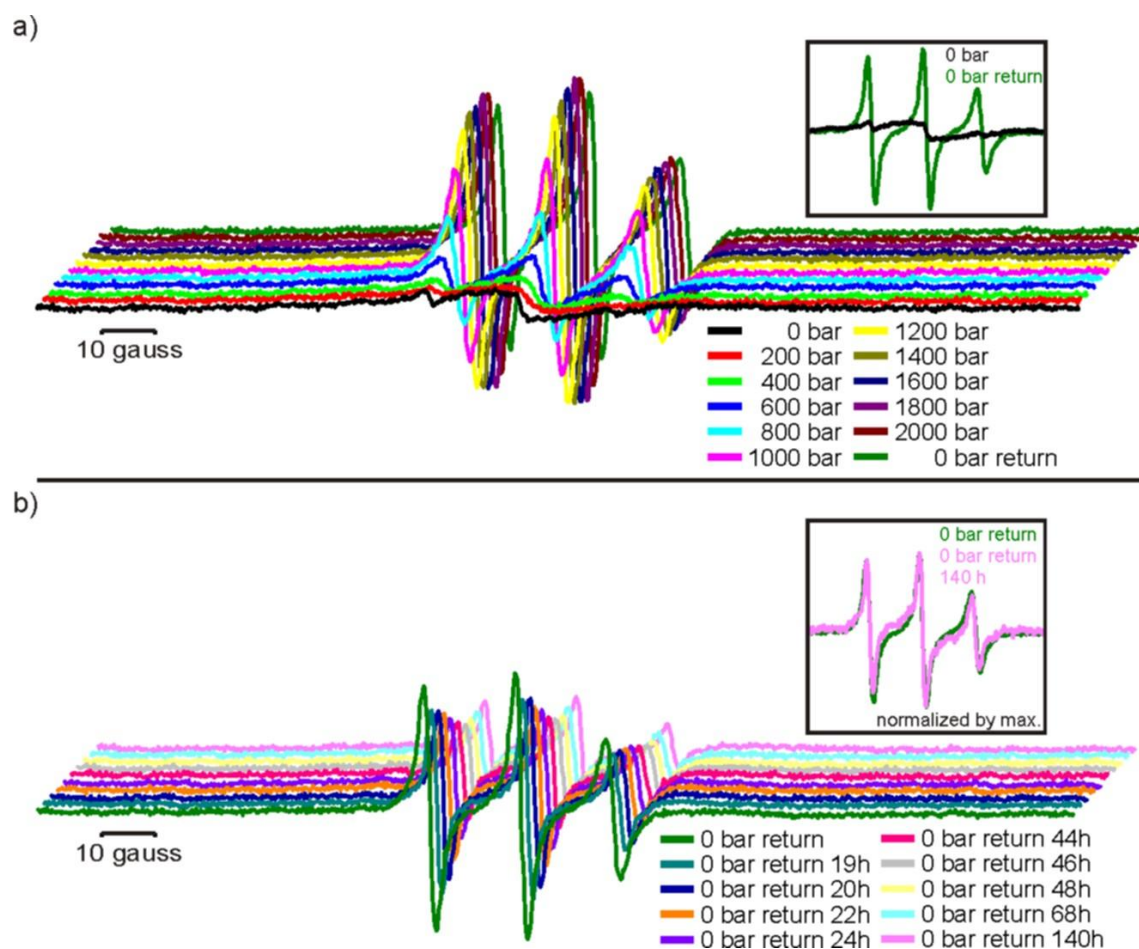 a)
0 bar
0 bar return
10 gauss
0 bar
200 bar
400 bar
600 bar
800 bar
1000 bar
1200 bar
1400 bar
1600 bar
1800 bar
2000 bar
0 bar return
b)
0 bar return
0 bar return
140 h
normalized by max.
10 gauss
0 bar return
0 bar return 19h
0 bar return 20h
0 bar return 22h
0 bar return 24h
0 bar return 44h
0 bar return 46h
0 bar return 48h
0 bar return 68h
0 bar return 140h